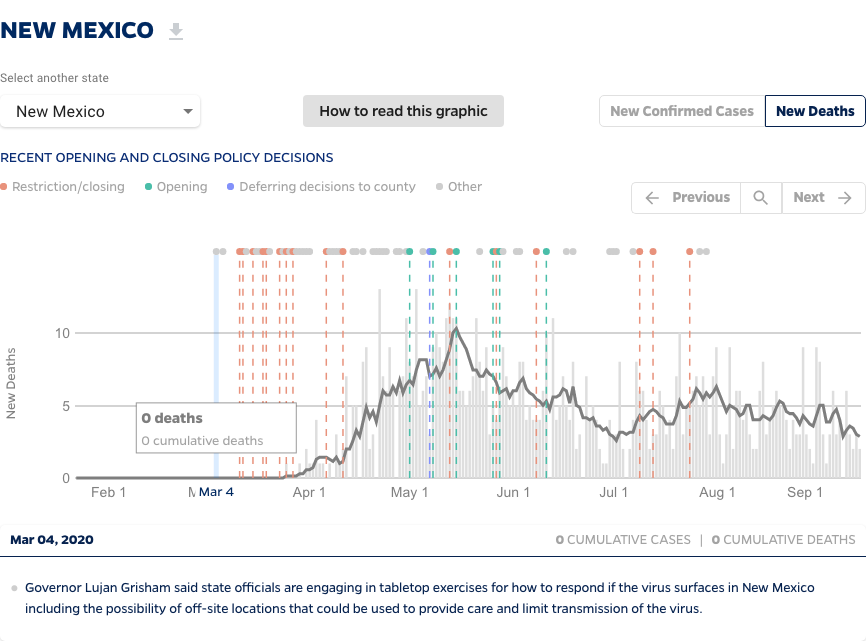 NEW MEXICO
Select another state
New Mexico
How to read this graphic
New Confirmed Cases
New Deaths
RECENT OPENING AND CLOSING POLICY DECISIONS
Restriction/closing
Opening
Deferring decisions to county
Other
Previous
Next
10
5
0
New Deaths
0 deaths
0 cumulative deaths
Feb 1
Mar 4
Apr 1
May 1
Jun 1
Jul 1
Aug 1
Sep 1
Mar 04, 2020
0 CUMULATIVE CASES | 0 CUMULATIVE DEATHS
Governor Lujan Grisham said state officials are engaging in tabletop exercises for how to respond if the virus surfaces in New Mexico
including the possibility of off-site locations that could be used to provide care and limit transmission of the virus.